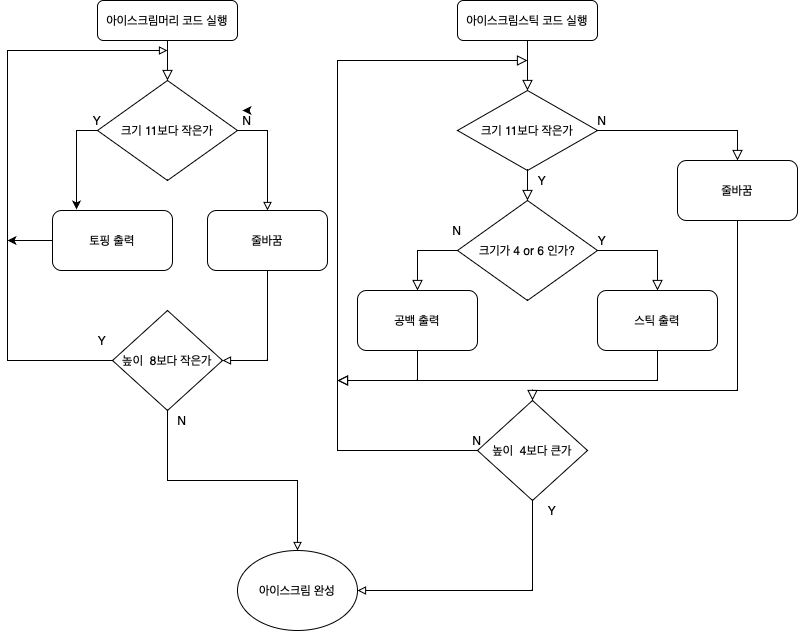 아이스크림머리 코드 실행
크기 11보다 작은가
Y
N
토핑 출력
줄바꿈
높이  8보다 작은가
Y
N
아이스크림스틱 코드 실행
크기 11보다 작은가
N
Y
줄바꿈
크기가 4 or 6 인가?
N
Y
공백 출력
스틱 출력
높이  4보다 큰가
N
Y
아이스크림 완성